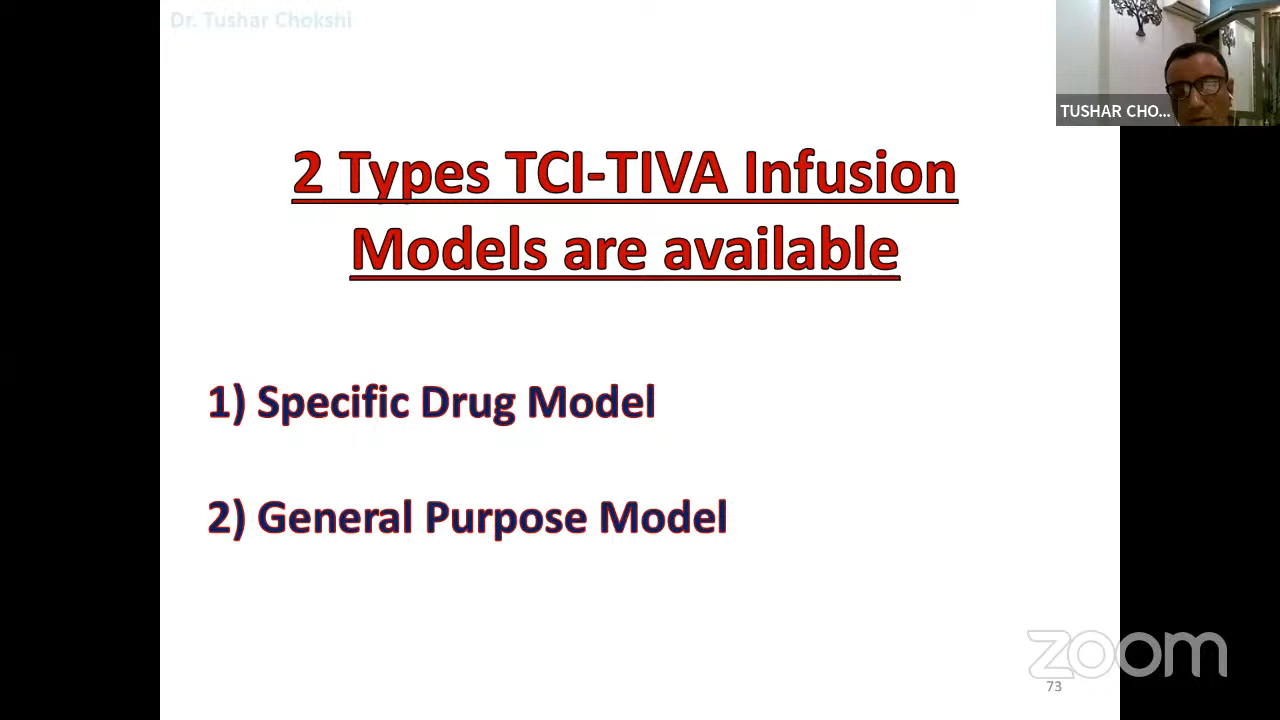 Dr. Tushar Chokshi
TUSHAR CHO...
2 Types TCI-TIVA Infusion
Models are available
1) Specific Drug Model
2) General Purpose Model
zoom
73